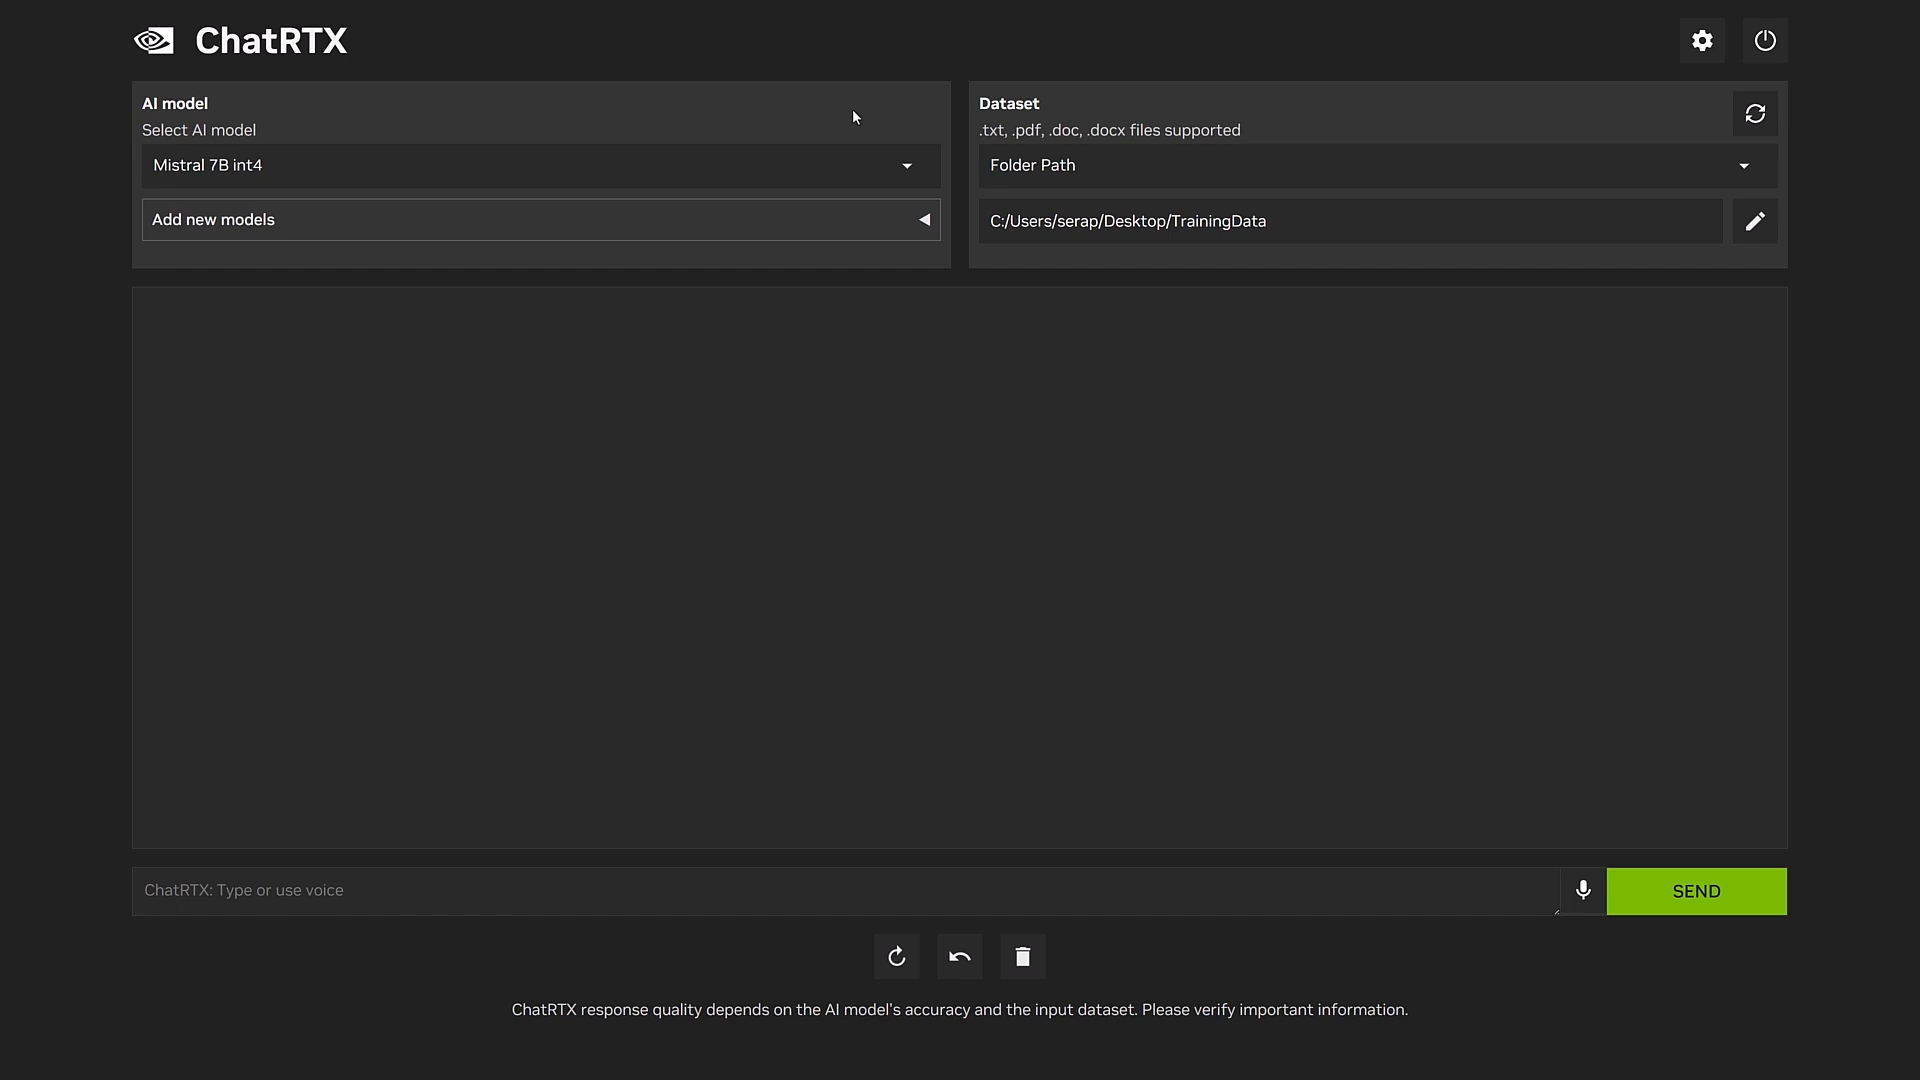 ChatRTX
AI model
Select AI model
Mistral 7B int4
Add new models
Dataset
.txt, .pdf, .doc, .docx files supported
Folder Path
C:/Users/serap/Desktop/TrainingData
ChatRTX: Type or use voice
SEND
ChatRTX response quality depends on the AI model's accuracy and the input dataset. Please verify important information.